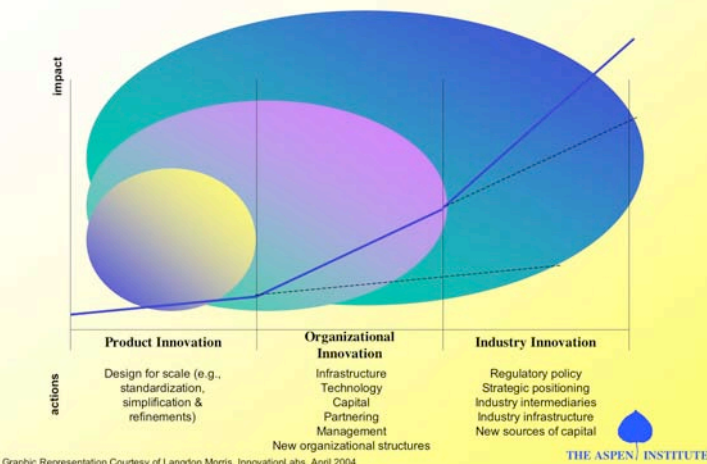 impact
Product Innovation
Organizational
Innovation
Industry Innovation
actions
Design for scale (e.g.,
standardization,
simplification &
refinements)
Infrastructure
Technology
Capital
Partnering
Management
New organizational structures
Regulatory policy
Strategic positioning
Industry intermediaries
Industry infrastructure
New sources of capital
THE ASPEN INSTITUTE
Graphic Representation Courtesy of Langdon Morris, InnovationLabs, April 2004